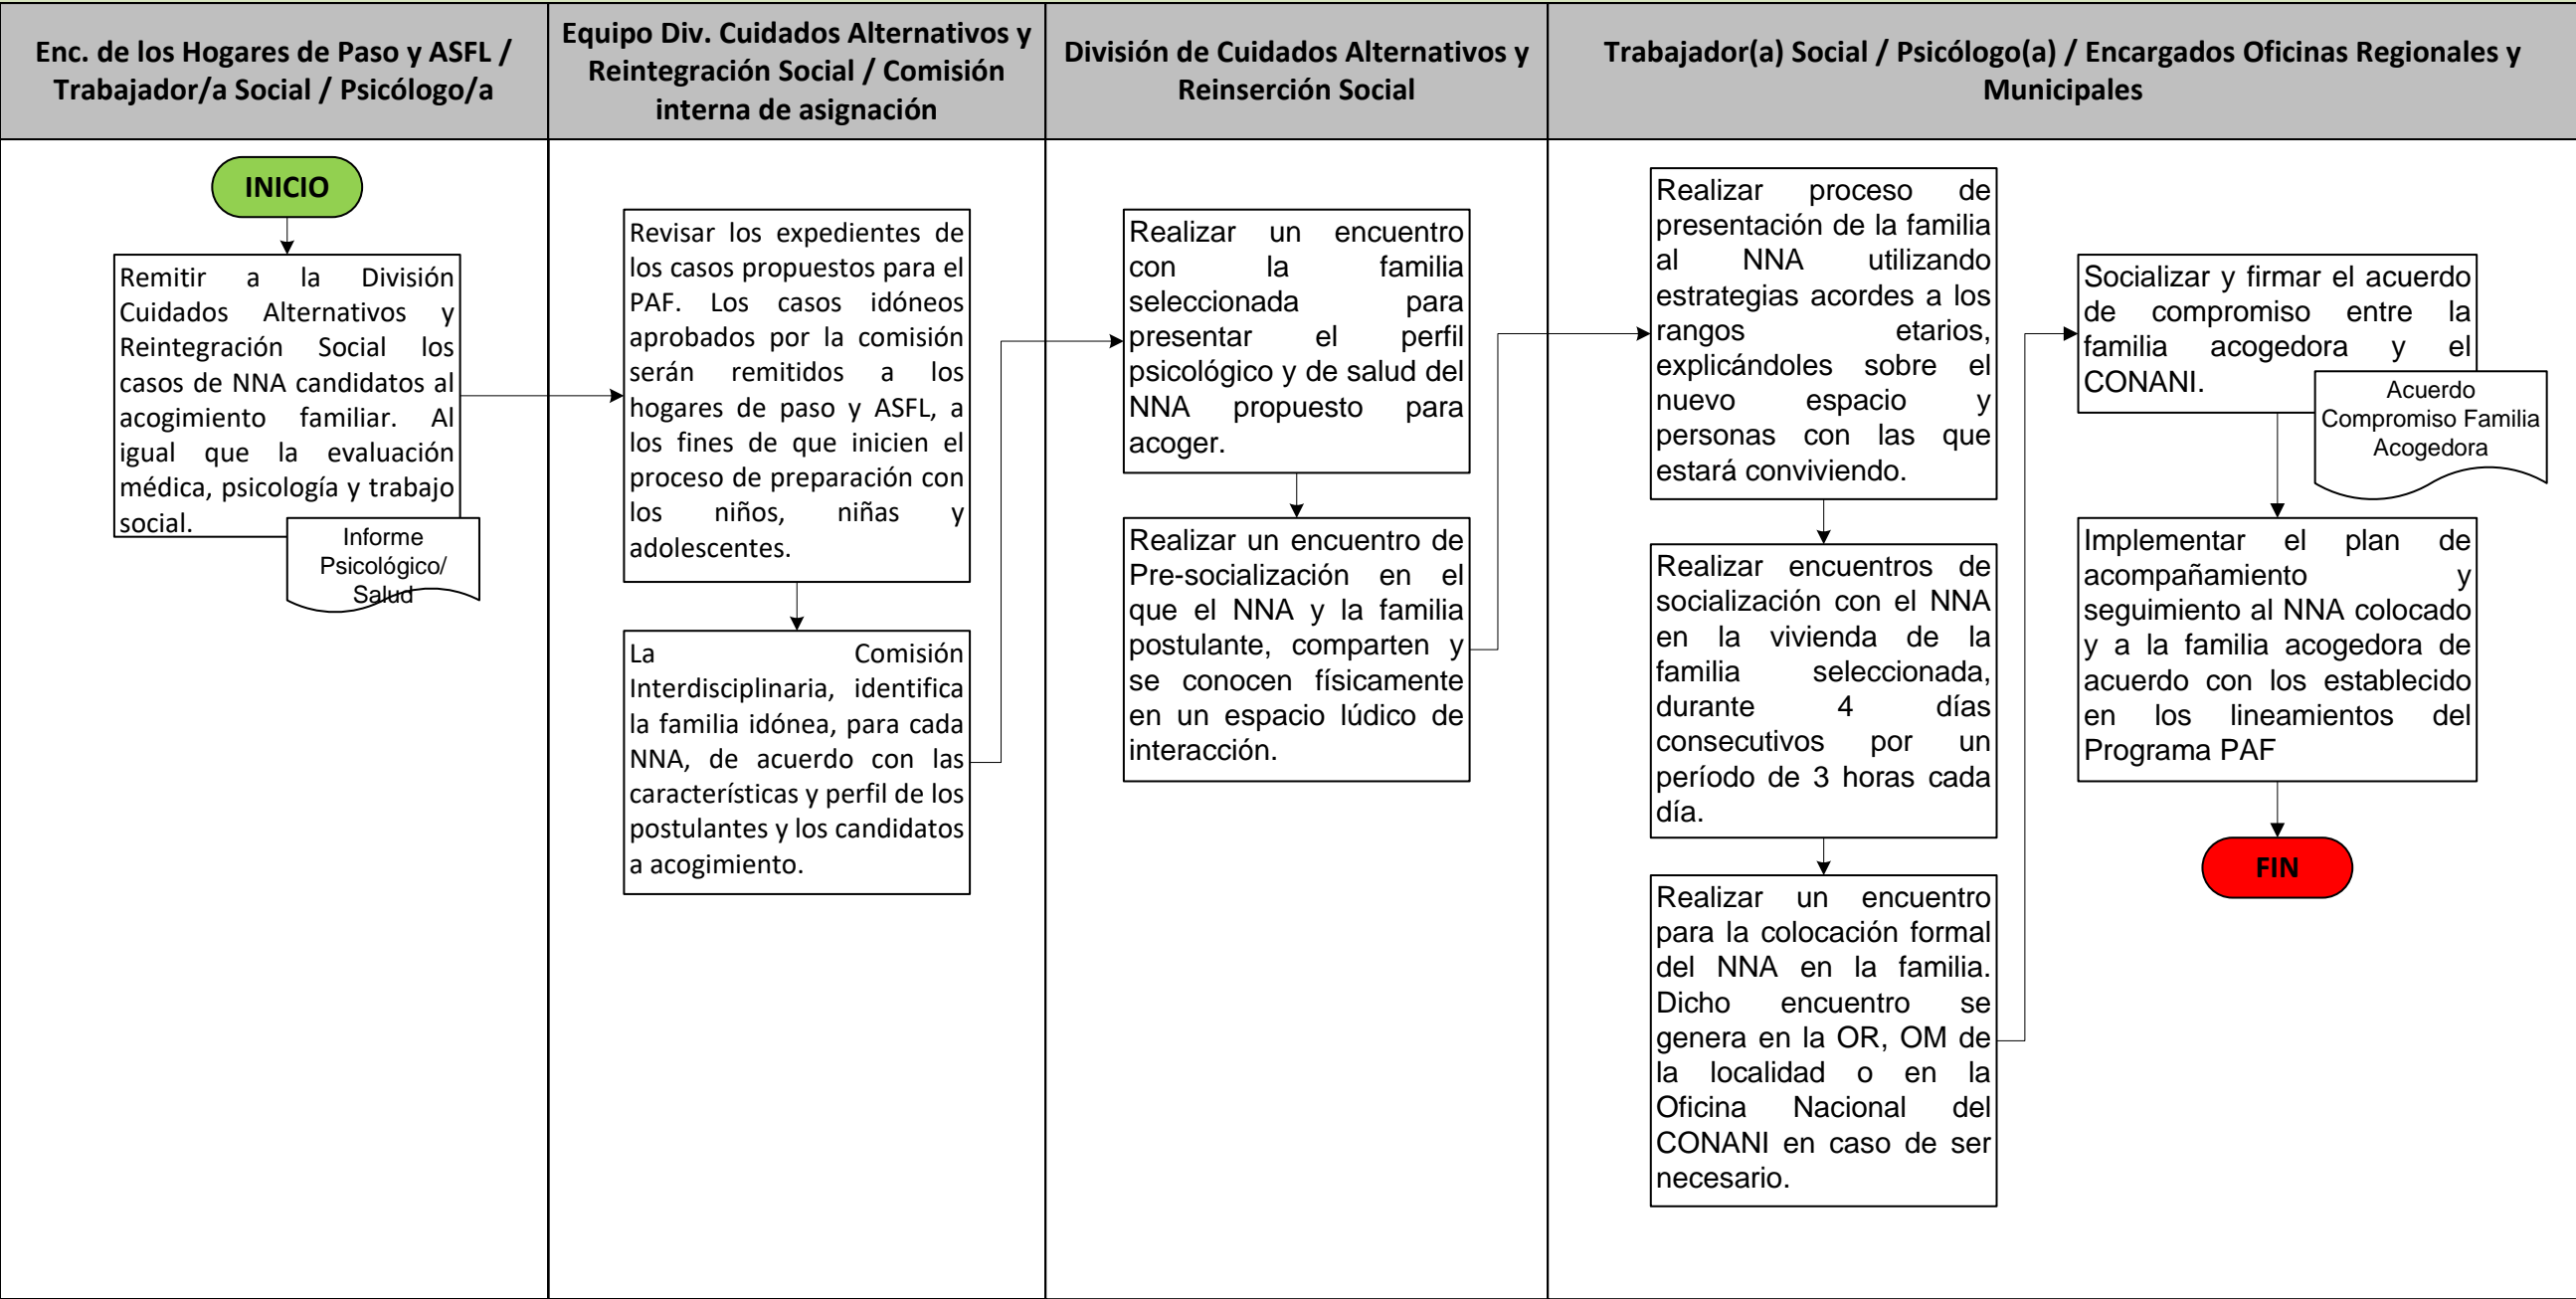 Enc. de los Hogares de Paso y ASFL /
Trabajador/a Social / Psicólogo/a
Equipo Div. Cuidados Alternativos y
Reintegración Social / Comisión
interna de asignación
División de Cuidados Alternativos y
Reinserción Social
Trabajador(a) Social / Psicólogo(a) / Encargados Oficinas Regionales y
Municipales
INICIO
Remitir a la División
Cuidados Alternativos y
Reintegración Social los
casos de NNA candidatos al
acogimiento familiar. Al
igual que la evaluación
médica, psicología y trabajo
social.
Informe
Psicológico/
Salud
Revisar los expedientes de
los casos propuestos para el
PAF. Los casos idóneos
aprobados por la comisión
serán remitidos a los
hogares de paso y ASFL, a
los fines de que inicien el
proceso de preparación con
los niños, niñas y
adolescentes.
La Comisión
Interdisciplinaria, identifica
la familia idónea, para cada
NNA, de acuerdo con las
características y perfil de los
postulantes y los candidatos
a acogimiento.
Realizar un encuentro
con la familia
seleccionada para
presentar el perfil
psicológico y de salud del
NNA propuesto para
acoger.
Realizar un encuentro de
Pre-socialización en el
que el NNA y la familia
postulante, comparten y
se conocen físicamente
en un espacio lúdico de
interacción.
Realizar proceso de
presentación de la familia
al NNA utilizando
estrategias acordes a los
rangos etarios,
explicándoles sobre el
nuevo espacio y
personas con las que
estará conviviendo.
Realizar encuentros de
socialización con el NNA
en la vivienda de la
familia seleccionada,
durante 4 días
consecutivos por un
período de 3 horas cada
día.
Realizar un encuentro
para la colocación formal
del NNA en la familia.
Dicho encuentro se
genera en la OR, OM de
la localidad o en la
Oficina Nacional del
CONANI en caso de ser
necesario.
Socializar y firmar el acuerdo
de compromiso entre la
familia acogedora y el
CONANI.
Acuerdo
Compromiso Familia
Acogedora
Implementar el plan de
acompañamiento y
seguimiento al NNA colocado
y a la familia acogedora de
acuerdo con los establecido
en los lineamientos del
Programa PAF
FIN